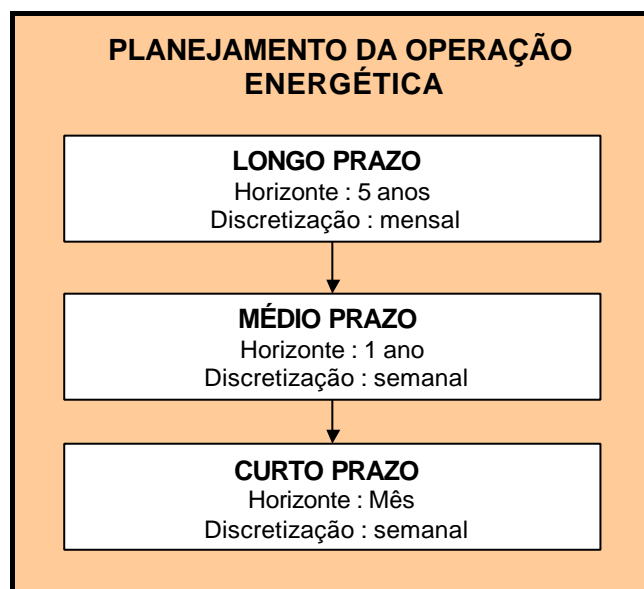 PLANEJAMENTO DA OPERAÇÃO
ENERGÉTICA
LONGO PRAZO
Horizonte : 5 anos
Discretização : mensal
MÉDIO PRAZO
Horizonte : 1 ano
Discretização : semanal
CURTO PRAZO
Horizonte : Mês
Discretização : semanal